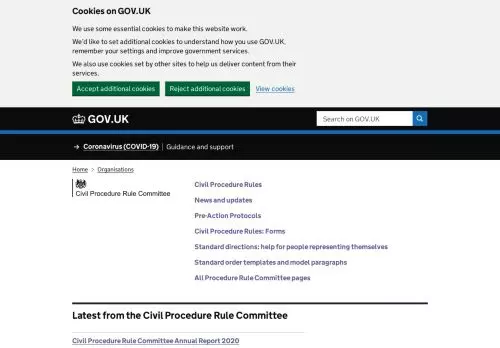 Cookies on GOV.UK
We use some essential cookies to make this website work.
We'd like to set additional cookies to understand how you use GOV.UK,
remember your settings and improve government services.
We also use cookies set by other sites to help us deliver content from their
services.
Accept additional cookies Reject additional cookies View cookies
GOV.UK Search on GOV.UK
→ Coronavirus (COVID-19) | Guidance and support
Home > Organisations
Civil Procedure Rule Committee
Civil Procedure Rules
News and updates
Pre-Action Protocols
Civil Procedure Rules: Forms
Standard directions: help for people representing themselves
Standard order templates and model paragraphs
All Procedure Rule Committee pages
Latest from the Civil Procedure Rule Committee
Civil Procedure Rule Committee Annual Report 2020